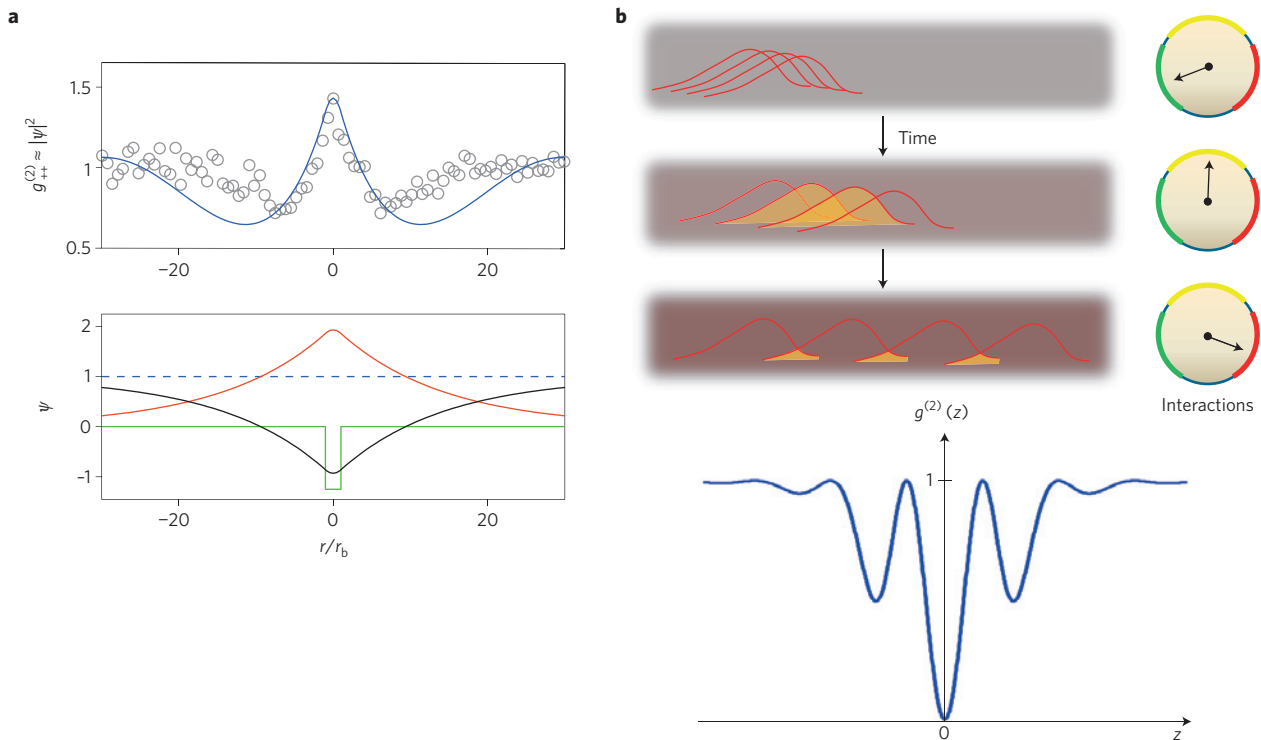 a
1.5
1
0.5
g⁽²⁾₊₊ ≈ |ψ|²
−20
0
20
2
1
0
−1
ψ
−20
0
20
r/r_b
b
Time
Interactions
g⁽²⁾ (z)
1
0
z